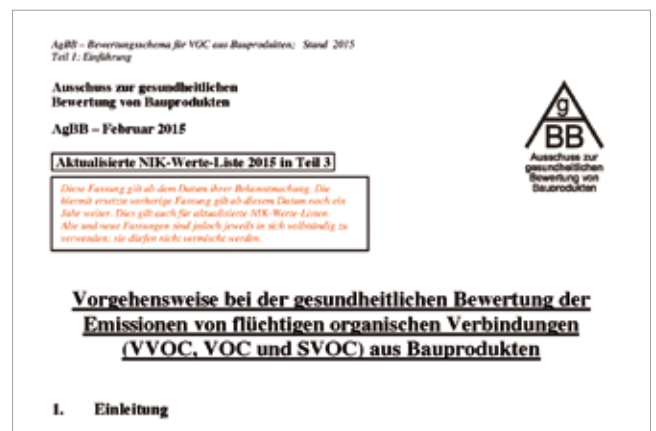 AgBB – Bewertungsschema für VOC aus Bauprodukten; Stand 2015
Teil 1: Einführung
Ausschuss zur gesundheitlichen
Bewertung von Bauprodukten
AgBB – Februar 2015
Aktualisierte NIK-Werte-Liste 2015 in Teil 3
Diese Fassung gilt ab dem Datum ihrer Bekanntmachung. Die
hiermit ersetzte vorherige Fassung gilt ab diesem Datum noch ein
Jahr weiter. Dies gilt auch für aktualisierte NIK-Werte-Listen.
Alte und neue Fassungen sind jedoch jeweils in sich vollständig zu
verwenden; sie dürfen nicht vermischt werden.
g
BB
Ausschuss zur
gesundheitlichen
Bewertung von
Bauprodukten
Vorgehensweise bei der gesundheitlichen Bewertung der
Emissionen von flüchtigen organischen Verbindungen
(VVOC, VOC und SVOC) aus Bauprodukten
1. Einleitung